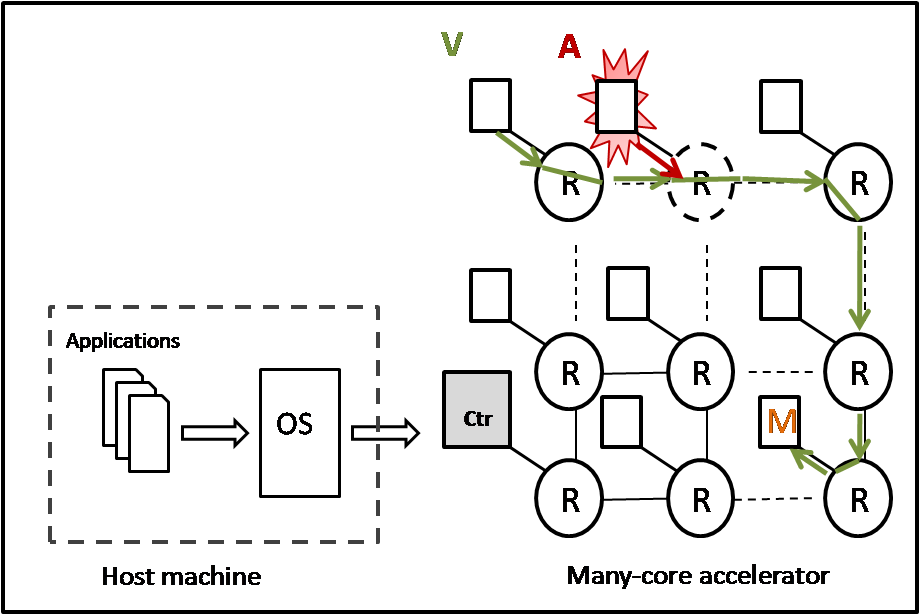 V
A
R
R
R
Applications
OS
Ctr
R
R
R
M
R
R
R
Host machine
Many-core accelerator